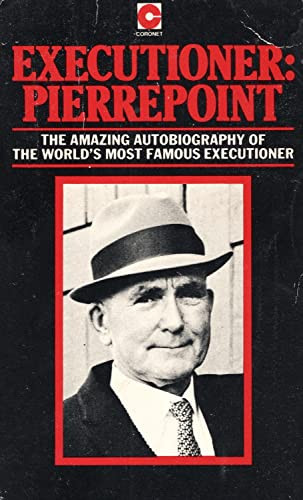 CORONET
EXECUTIONER:
PIERREPOINT
THE AMAZING AUTOBIOGRAPHY OF
THE WORLD'S MOST FAMOUS EXECUTIONER